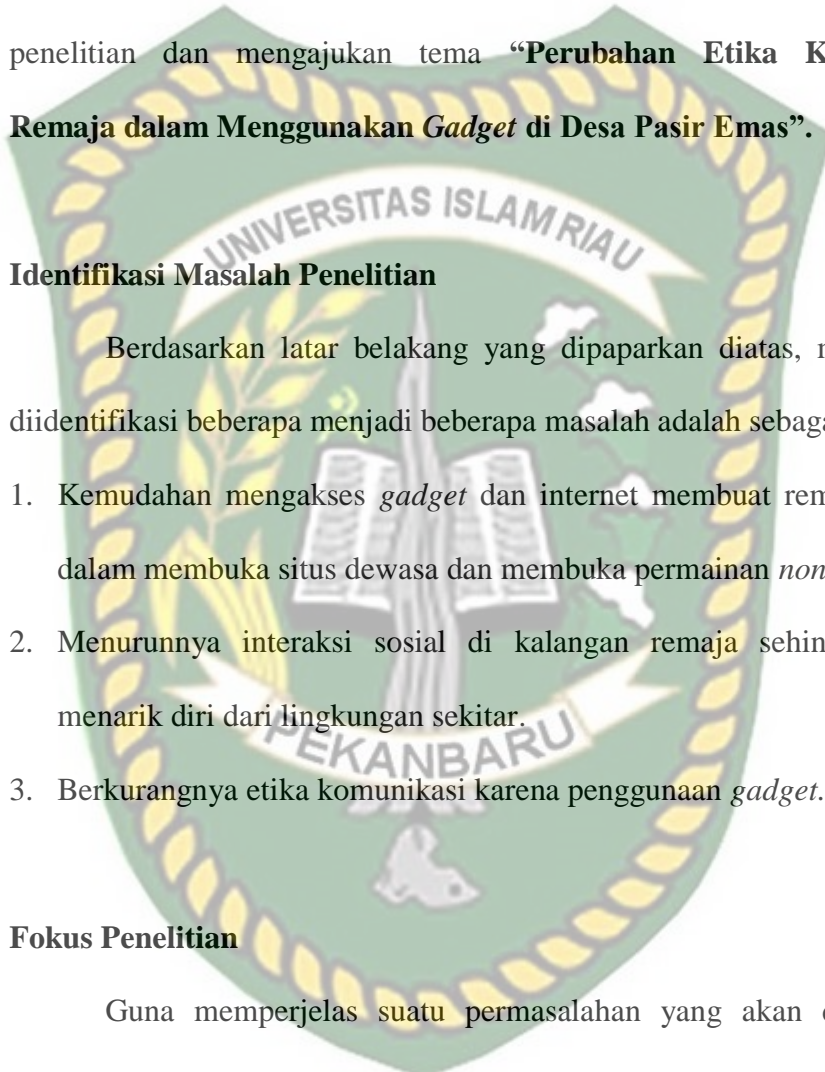 penelitian dan mengajukan tema “Perubahan Etika K
Remaja dalam Menggunakan Gadget di Desa Pasir Emas”.
UNIVERSITAS ISLAM RIAU
Identifikasi Masalah Penelitian
Berdasarkan latar belakang yang dipaparkan diatas,
diidentifikasi beberapa menjadi beberapa masalah adalah
1. Kemudahan mengakses gadget dan internet membuat
dalam membuka situs dewasa dan membuka permainan non
2. Menurunnya interaksi sosial di kalangan remaja
menarik diri dari lingkungan sekitar.
PEKANBARU
3. Berkurangnya etika komunikasi karena penggunaan gadget.
Fokus Penelitian
Guna memperjelas suatu permasalahan yang akan